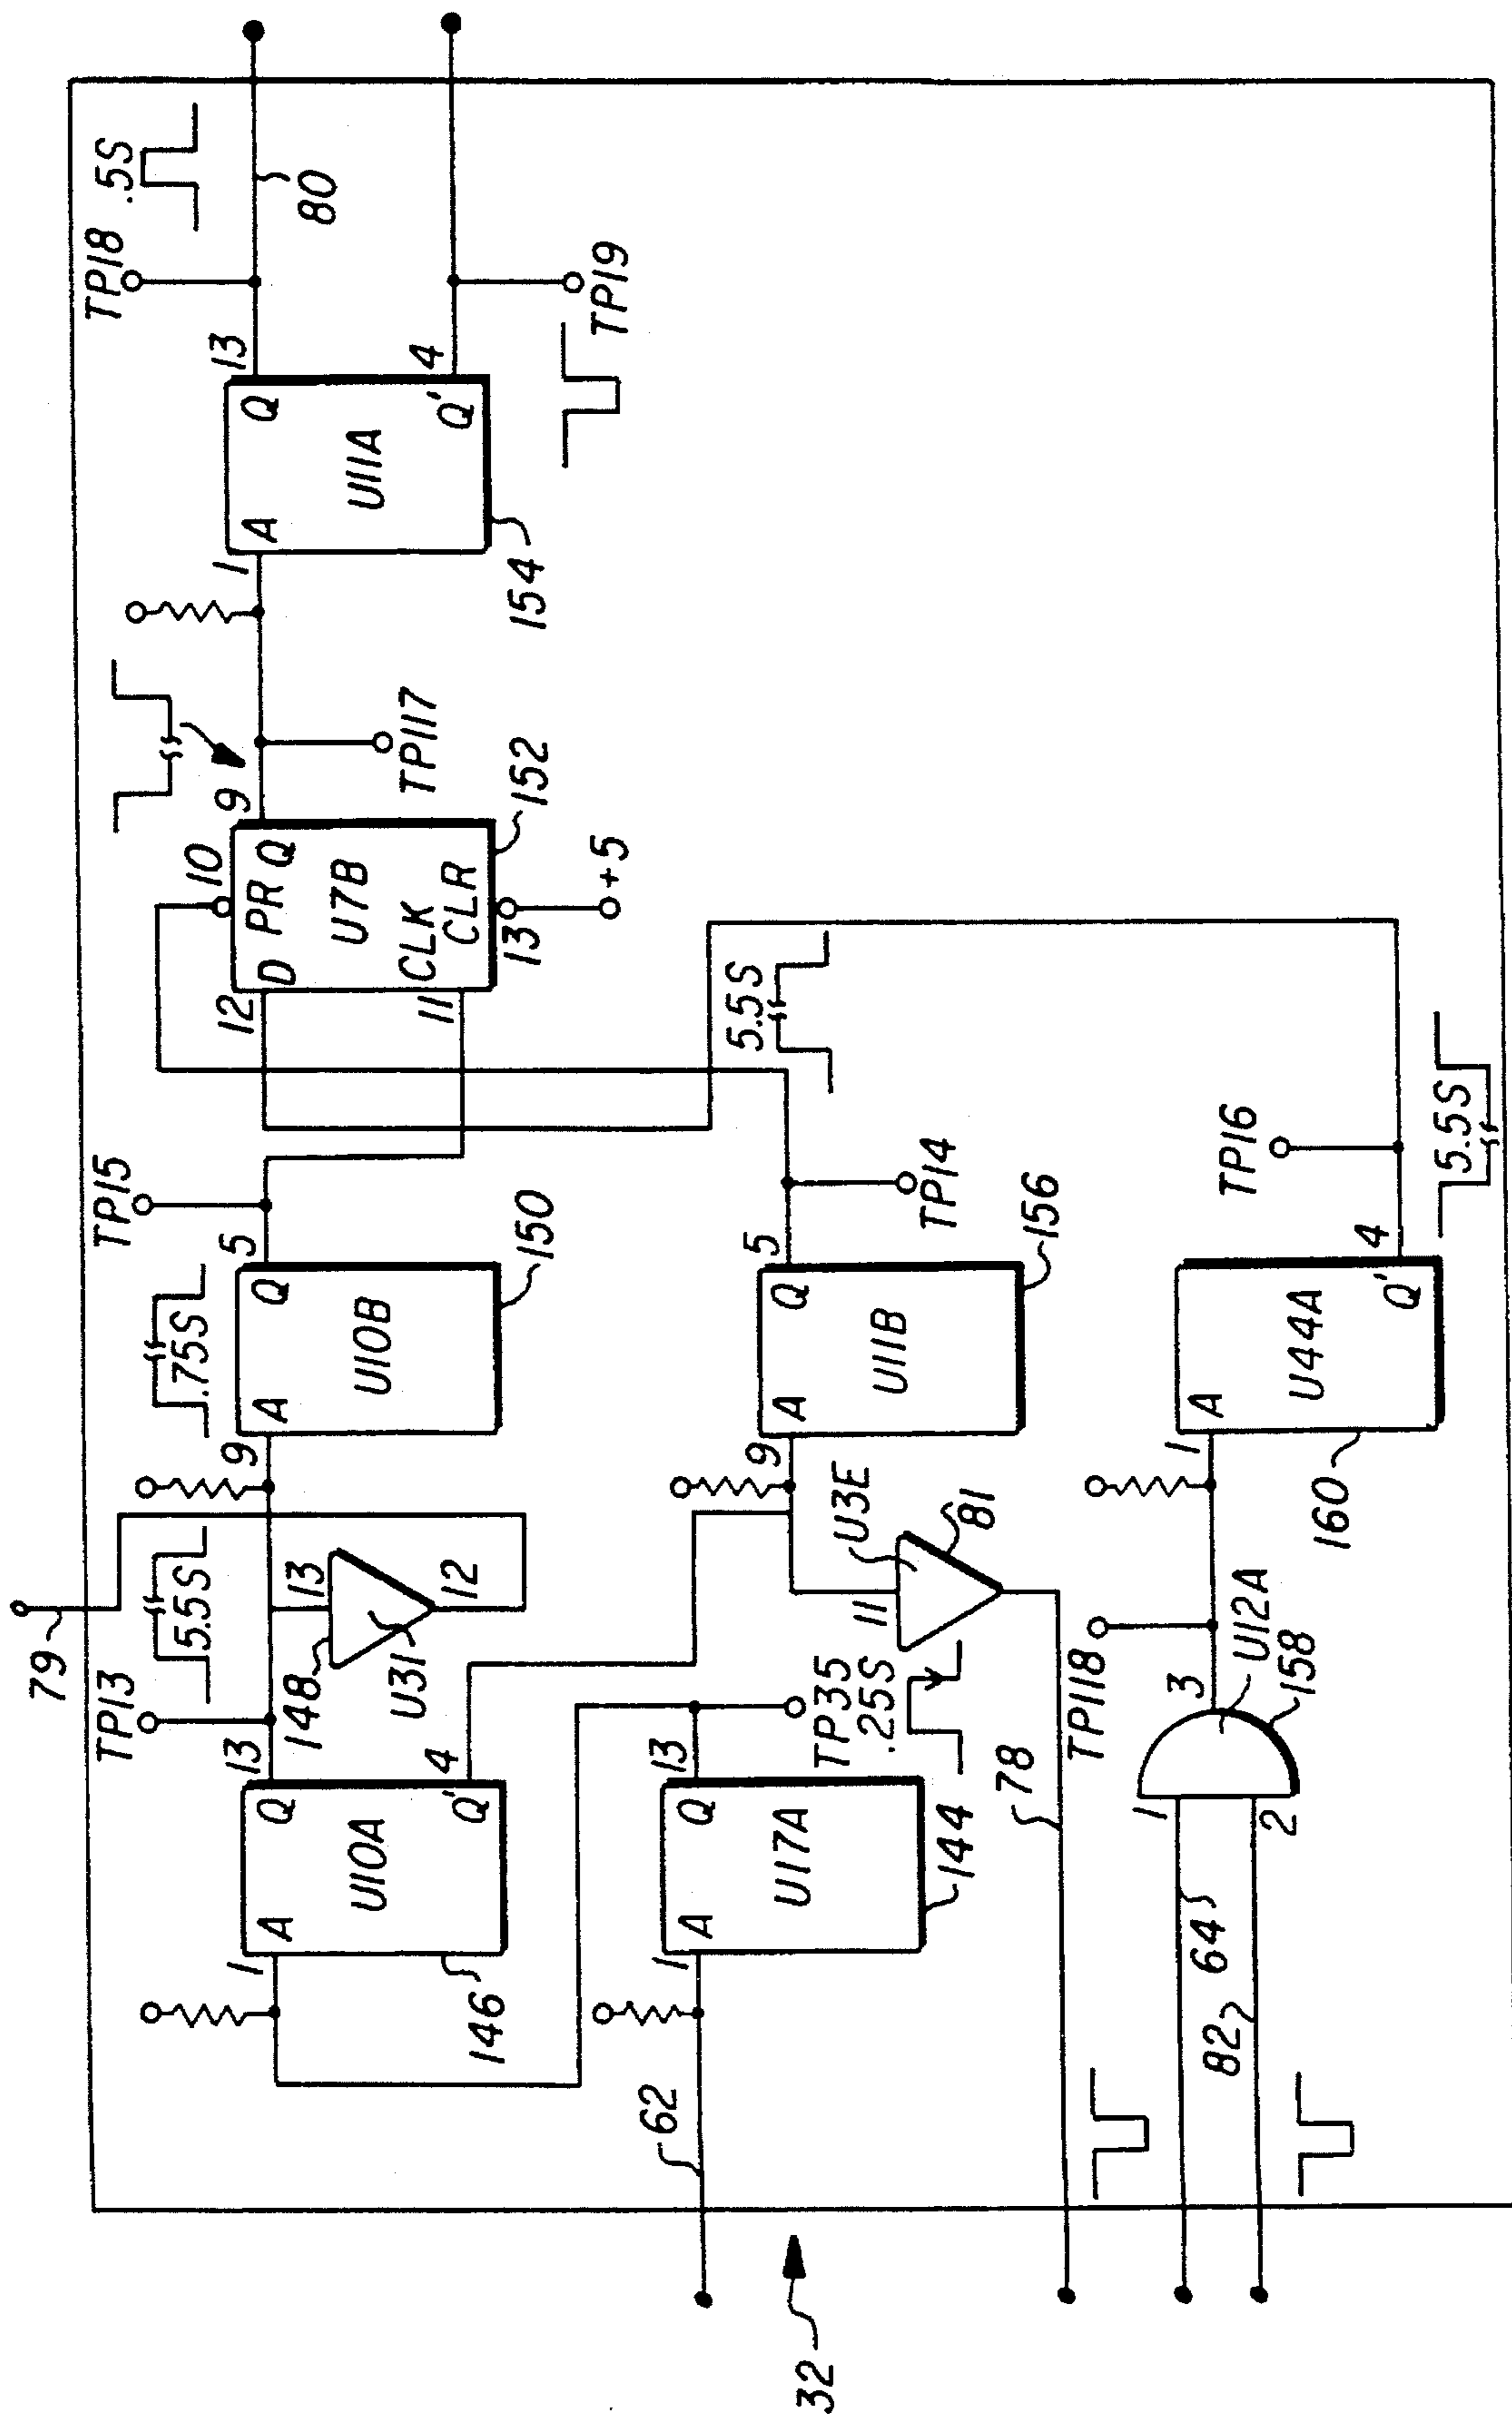 79
TP13
5.5S
.75S
TP15
TP18
.5S
13
Q
U10A
A
1
Q'
4
146
148
13
12
U31
9
A
U10B
Q
5
150
12
D
PR
10
Q
9
U7B
CLK
11
CLR
13
+5
152
TP117
1
A
U11A
Q
13
Q'
4
154
80
TP19
62
1
A
U17A
Q
13
144
TP35
.25S
U3E
11
81
78
9
A
U11B
Q
5
156
TP14
5.5S
64
82
1
2
3
U12A
158
TP118
1
A
U44A
Q'
4
160
TP16
5.5S
32